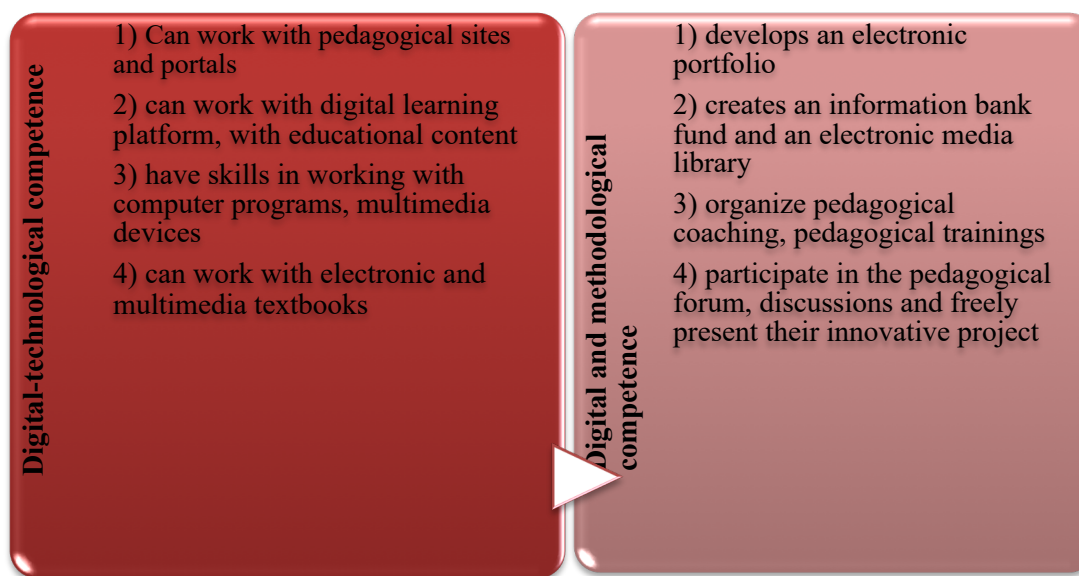 Digital-technological competence
1) Can work with pedagogical sites
and portals
2) can work with digital learning
platform, with educational content
3) have skills in working with
computer programs, multimedia
devices
4) can work with electronic and
multimedia textbooks
Digital and methodological
competence
1) develops an electronic
portfolio
2) creates an information bank
fund and an electronic media
library
3) organize pedagogical
coaching, pedagogical trainings
4) participate in the pedagogical
forum, discussions and freely
present their innovative project